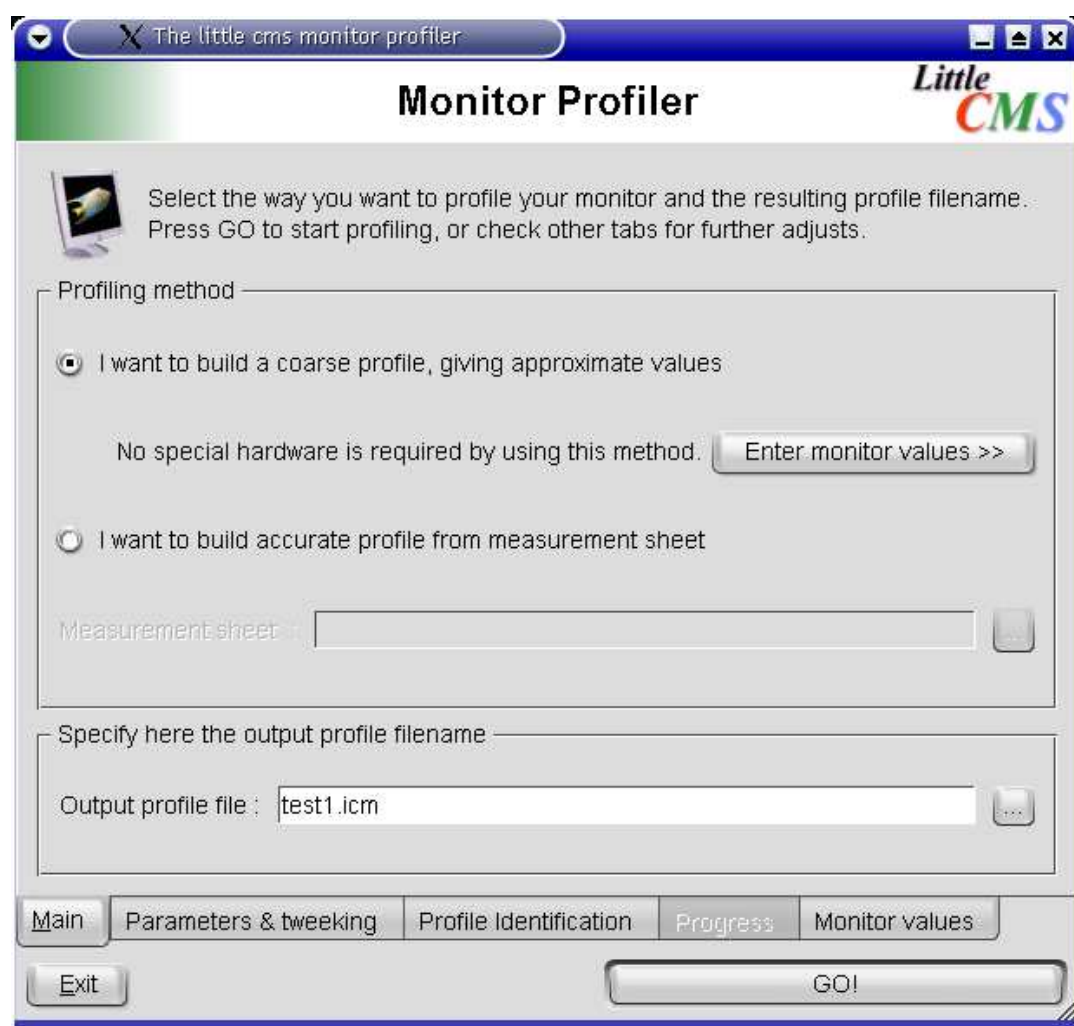 The little cms monitor profiler
Monitor Profiler
Little
CMS
Select the way you want to profile your monitor and the resulting profile filename.
Press GO to start profiling, or check other tabs for further adjusts.
Profiling method
I want to build a coarse profile, giving approximate values
No special hardware is required by using this method.
Enter monitor values >>
I want to build accurate profile from measurement sheet
Measurement sheet :
...
Specify here the output profile filename
Output profile file :
test1.icm
...
Main
Parameters & tweeking
Profile Identification
Progress
Monitor values
Exit
GO!